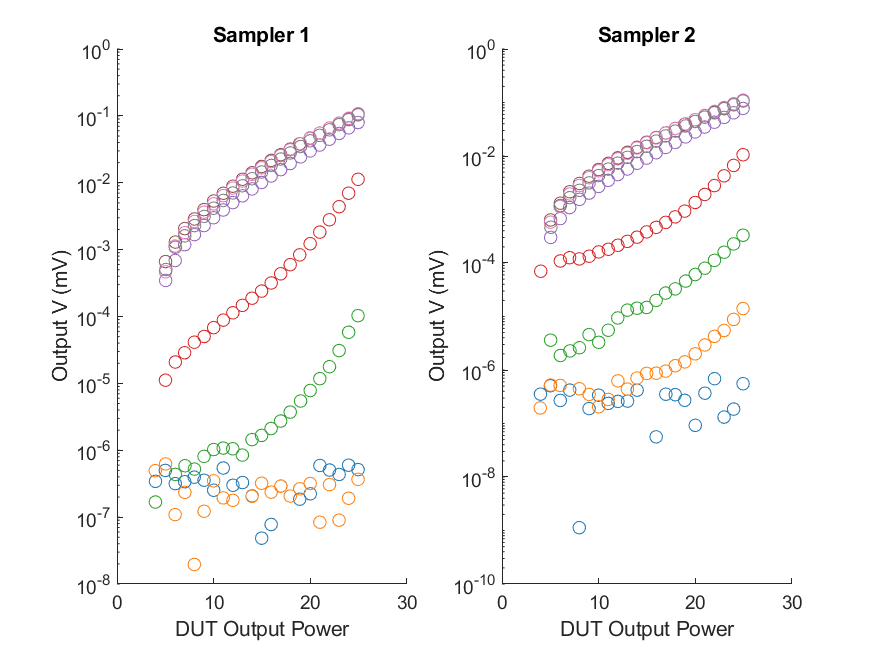 Sampler 1
10^0
10^-1
10^-2
10^-3
10^-4
10^-5
10^-6
10^-7
10^-8
Output V (mV)
0 10 20 30
DUT Output Power
Sampler 2
10^0
10^-2
10^-4
10^-6
10^-8
10^-10
Output V (mV)
0 10 20 30
DUT Output Power